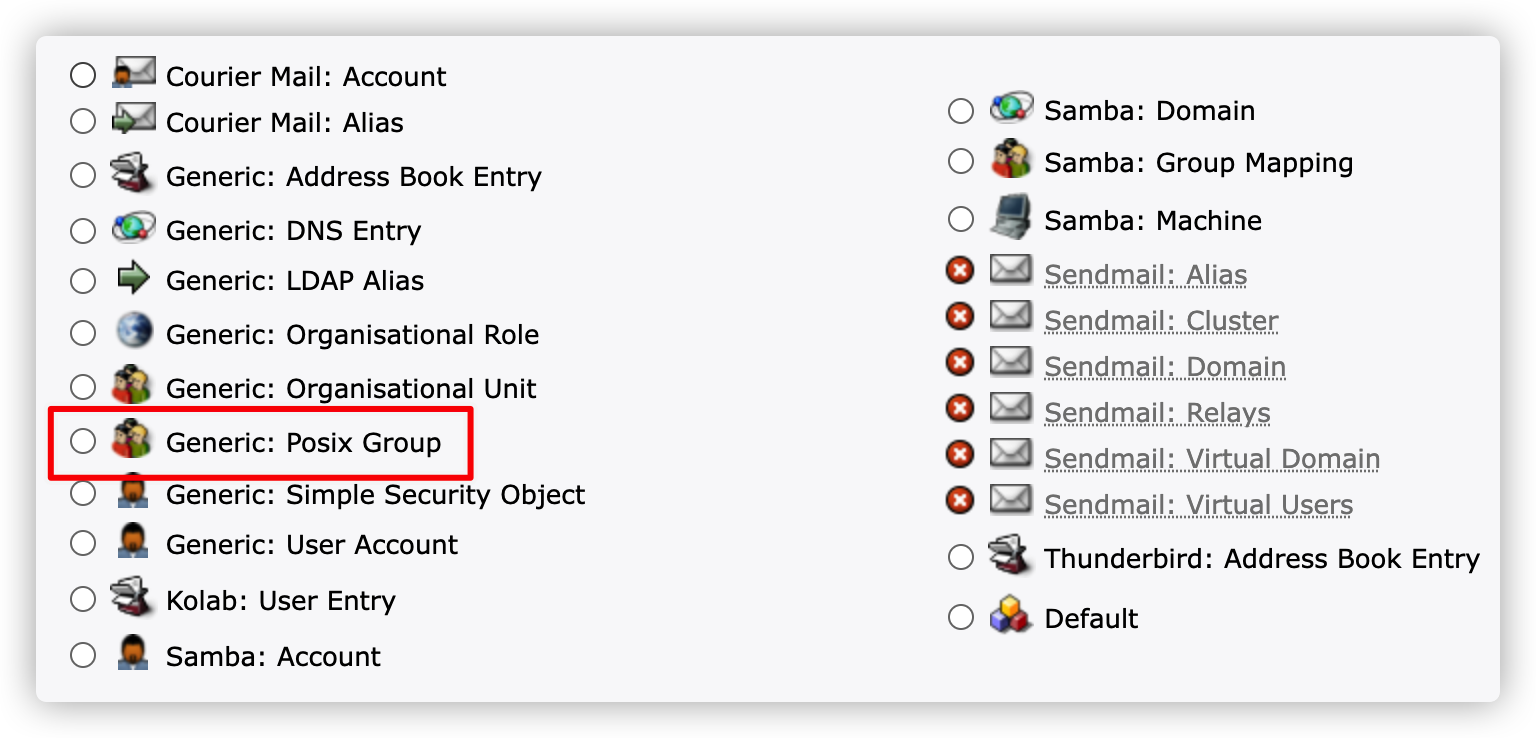 Courier Mail: Account
Courier Mail: Alias
Generic: Address Book Entry
Generic: DNS Entry
Generic: LDAP Alias
Generic: Organisational Role
Generic: Organisational Unit
Generic: Posix Group
Generic: Simple Security Object
Generic: User Account
Kolab: User Entry
Samba: Account
Samba: Domain
Samba: Group Mapping
Samba: Machine
Sendmail: Alias
Sendmail: Cluster
Sendmail: Domain
Sendmail: Relays
Sendmail: Virtual Domain
Sendmail: Virtual Users
Thunderbird: Address Book Entry
Default